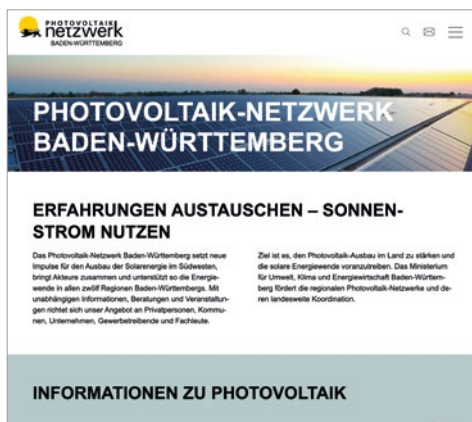 PHOTOVOLTAIK
netzwerk
BADEN-WÜRTTEMBERG
PHOTOVOLTAIK-NETZWERK
BADEN-WÜRTTEMBERG
ERFAHRUNGEN AUSTAUSCHEN – SONNEN-
STROM NUTZEN
Das Photovoltaik-Netzwerk Baden-Württemberg setzt neue
Impulse für den Ausbau der Solarenergie im Südwesten,
bringt Akteure zusammen und unterstützt so die Energie-
wende in allen zwölf Regionen Baden-Württembergs. Mit
unabhängigen Informationen, Beratungen und Veranstaltun-
gen richtet sich unser Angebot an Privatpersonen, Kommu-
nen, Unternehmen, Gewerbetreibende und Fachleute.
Ziel ist es, den Photovoltaik-Ausbau im Land zu stärken und
die solare Energiewende voranzutreiben. Das Ministerium
für Umwelt, Klima und Energiewirtschaft Baden-Württem-
berg fördert die regionalen Photovoltaik-Netzwerke und de-
ren landesweite Koordination.
INFORMATIONEN ZU PHOTOVOLTAIK